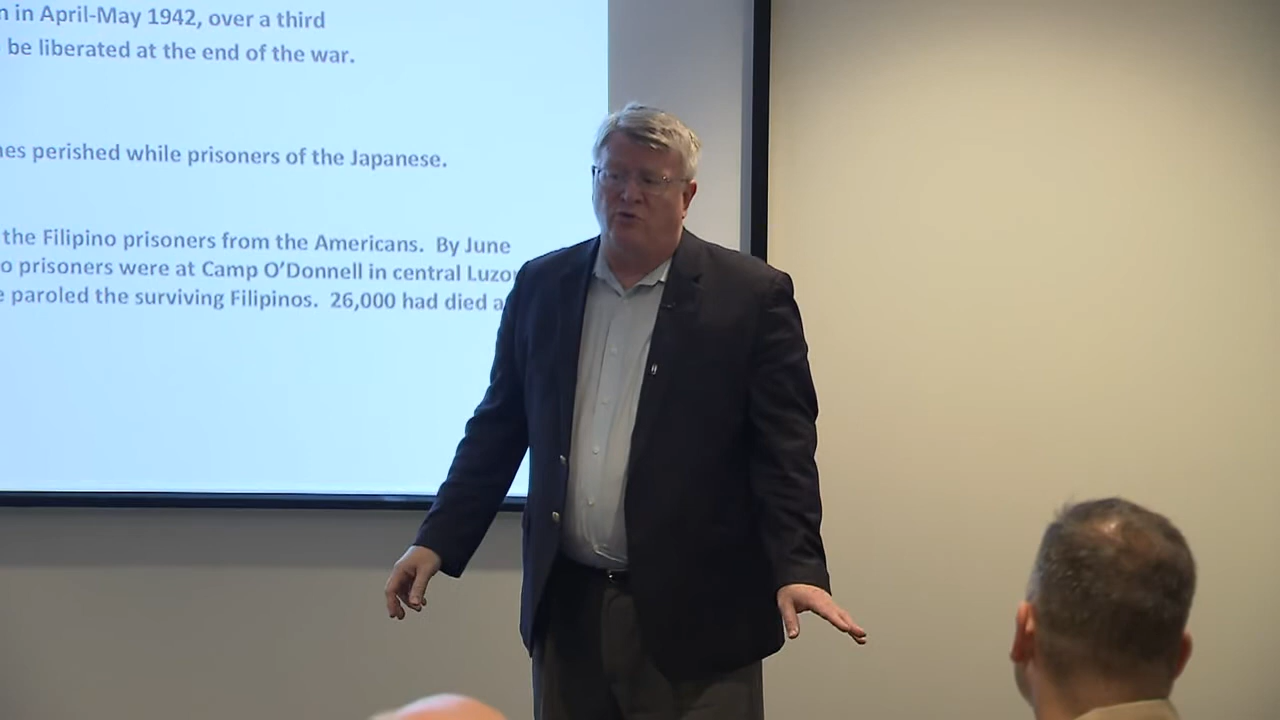 in April-May 1942, over a third
be liberated at the end of the war.
perished while prisoners of the Japanese.
the Filipino prisoners from the Americans. By June
prisoners were at Camp O'Donnell in central
paroled the surviving Filipinos. 26,000 had died